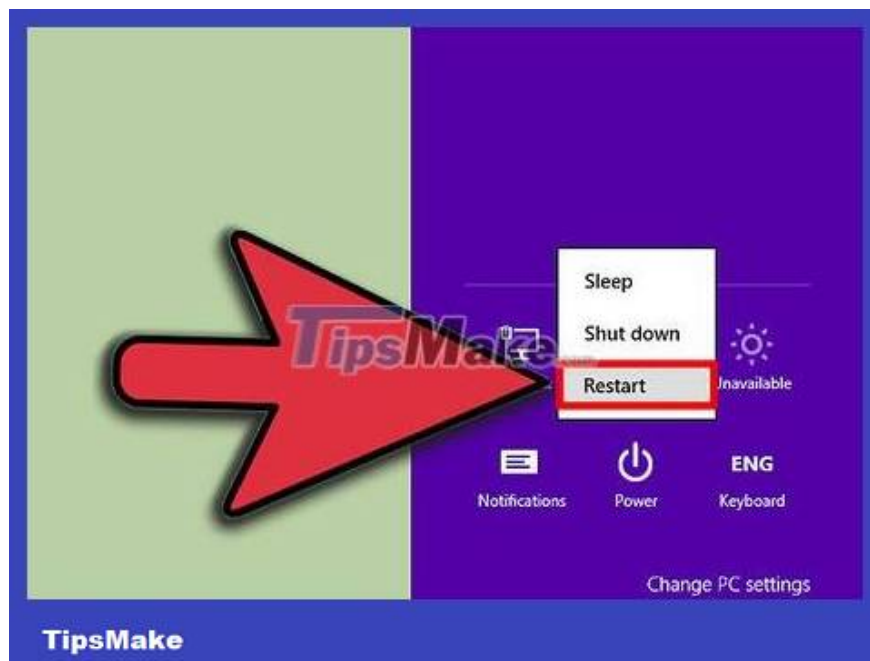 Sleep
Shut down
TipsMake
Restart
Unavailable
Notifications
Power
ENG
Keyboard
Change PC settings
TipsMake